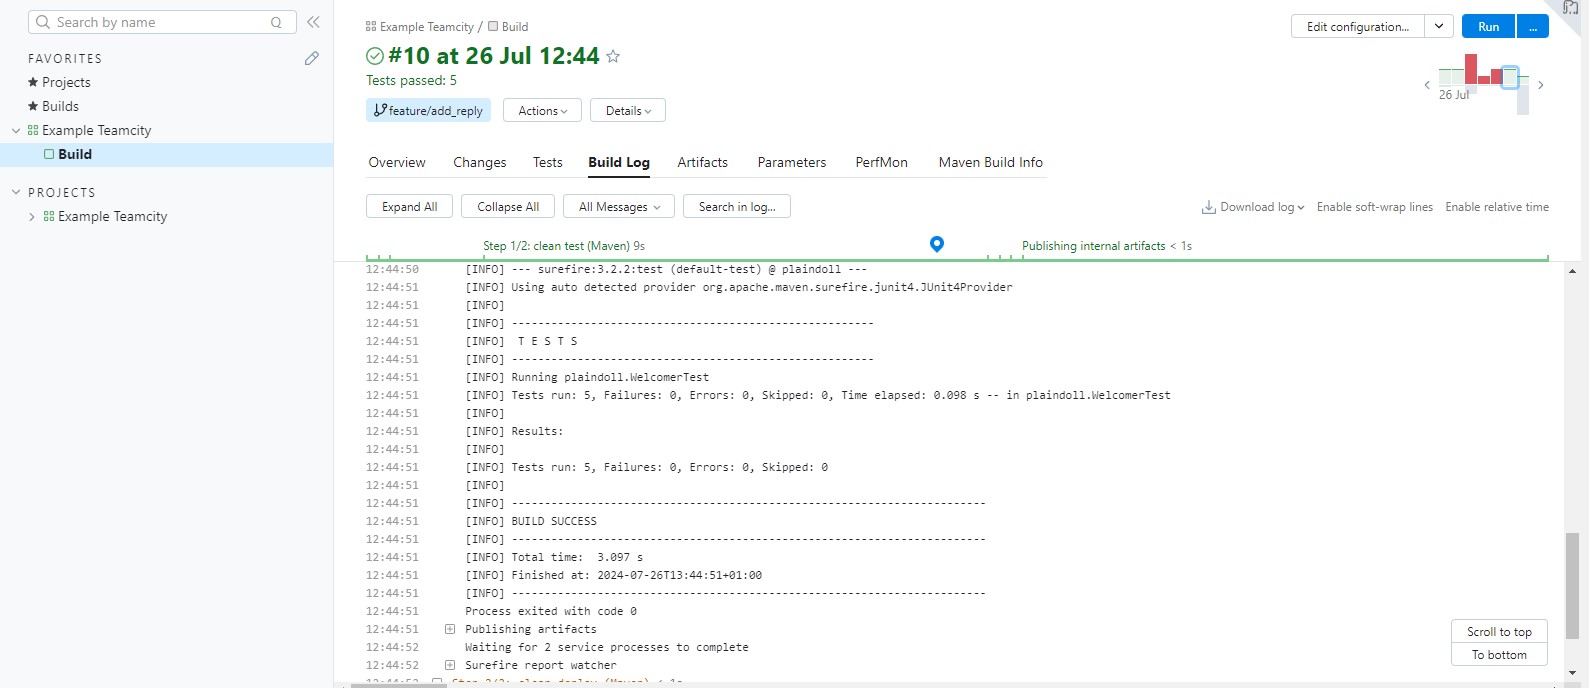 Search by name
Q
FAVORITES
Projects
Builds
Example Teamcity
Build
PROJECTS
Example Teamcity
Example Teamcity / Build
Edit configuration...
Run
...
#10 at 26 Jul 12:44
Tests passed: 5
26 Jul
feature/add_reply
Actions
Details
Overview
Changes
Tests
Build Log
Artifacts
Parameters
PerfMon
Maven Build Info
Expand All
Collapse All
All Messages
Search in log...
Download log
Enable soft-wrap lines
Enable relative time
Step 1/2: clean test (Maven) 9s
Publishing internal artifacts < 1s
12:44:50 [INFO] --- surefire:3.2.2:test (default-test) @ plaindoll ---
12:44:51 [INFO] Using auto detected provider org.apache.maven.surefire.junit4.JUnit4Provider
12:44:51 [INFO]
12:44:51 [INFO] -------------------------------------------------------
12:44:51 [INFO]  T E S T S
12:44:51 [INFO] -------------------------------------------------------
12:44:51 [INFO] Running plaindoll.WelcomerTest
12:44:51 [INFO] Tests run: 5, Failures: 0, Errors: 0, Skipped: 0, Time elapsed: 0.098 s -- in plaindoll.WelcomerTest
12:44:51 [INFO]
12:44:51 [INFO] Results:
12:44:51 [INFO]
12:44:51 [INFO] Tests run: 5, Failures: 0, Errors: 0, Skipped: 0
12:44:51 [INFO]
12:44:51 [INFO] ------------------------------------------------------------------------
12:44:51 [INFO] BUILD SUCCESS
12:44:51 [INFO] ------------------------------------------------------------------------
12:44:51 [INFO] Total time:  3.097 s
12:44:51 [INFO] Finished at: 2024-07-26T13:44:51+01:00
12:44:51 [INFO] ------------------------------------------------------------------------
12:44:51 Process exited with code 0
12:44:51 Publishing artifacts
12:44:52 Waiting for 2 service processes to complete
12:44:52 Surefire report watcher
12:44:52 Step 2/2: clean deploy (Maven) < 1s
Scroll to top
To bottom